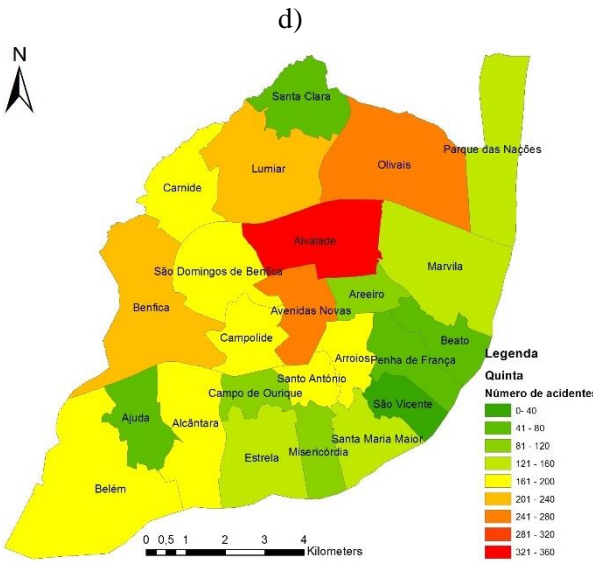 d)
N
Santa Clara
Parque das Nações
Olivais
Lumiar
Carnide
Alvalade
Marvila
São Domingos de Benfica
Areeiro
Benfica
Avenidas Novas
Campolide
Beato
Arroios
Penha de França
Santo António
Campo de Ourique
São Vicente
Ajuda
Alcântara
Santa Maria Maior
Estrela
Misericórdia
Belém
Legenda
Quinta
Número de acidentes
0- 40
41 - 80
81 - 120
121 - 160
161 - 200
201 - 240
241 - 280
281 - 320
321 - 360
0 0,5 1 2 3 4
Kilometers